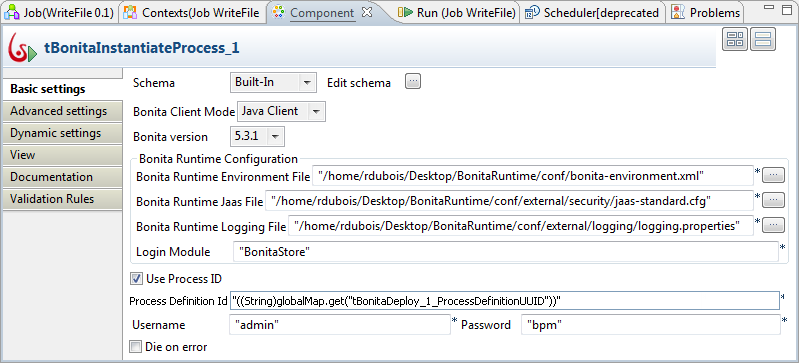 Job(WriteFile 0.1) Contexts(Job WriteFile Component Run (Job WriteFile) Scheduler[deprecated Problems
tBonitaInstantiateProcess_1
Basic settings
Advanced settings
Dynamic settings
View
Documentation
Validation Rules
Schema Built-In Edit schema ...
Bonita Client Mode Java Client
Bonita version 5.3.1
Bonita Runtime Configuration
Bonita Runtime Environment File "/home/rdubois/Desktop/BonitaRuntime/conf/bonita-environment.xml" * ...
Bonita Runtime Jaas File "/home/rdubois/Desktop/BonitaRuntime/conf/external/security/jaas-standard.cfg" * ...
Bonita Runtime Logging File "/home/rdubois/Desktop/BonitaRuntime/conf/external/logging/logging.properties" * ...
Login Module "BonitaStore" *
Use Process ID
Process Definition Id "((String)globalMap.get("tBonitaDeploy_1_ProcessDefinitionUUID"))" *
Username "admin" * Password "bpm" *
Die on error